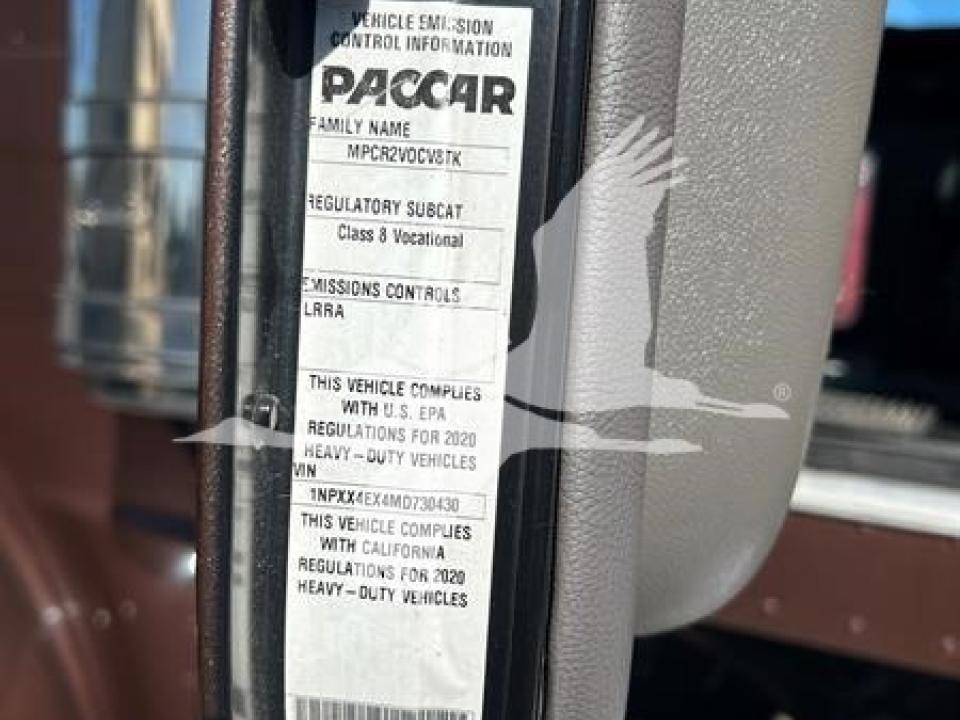 VEHICLE EMISSION
CONTROL INFORMATION
PACCAR
FAMILY NAME
MPCR2VOCV8TK
REGULATORY SUBCAT
Class 8 Vocational
EMISSIONS CONTROLS
LRRA
THIS VEHICLE COMPLIES
WITH U.S. EPA
REGULATIONS FOR 2020
HEAVY-DUTY VEHICLES
VIN
1NPXX4EX4MD730430
THIS VEHICLE COMPLIES
WITH CALIFORNIA
REGULATIONS FOR 2020
HEAVY-DUTY VEHICLES
®